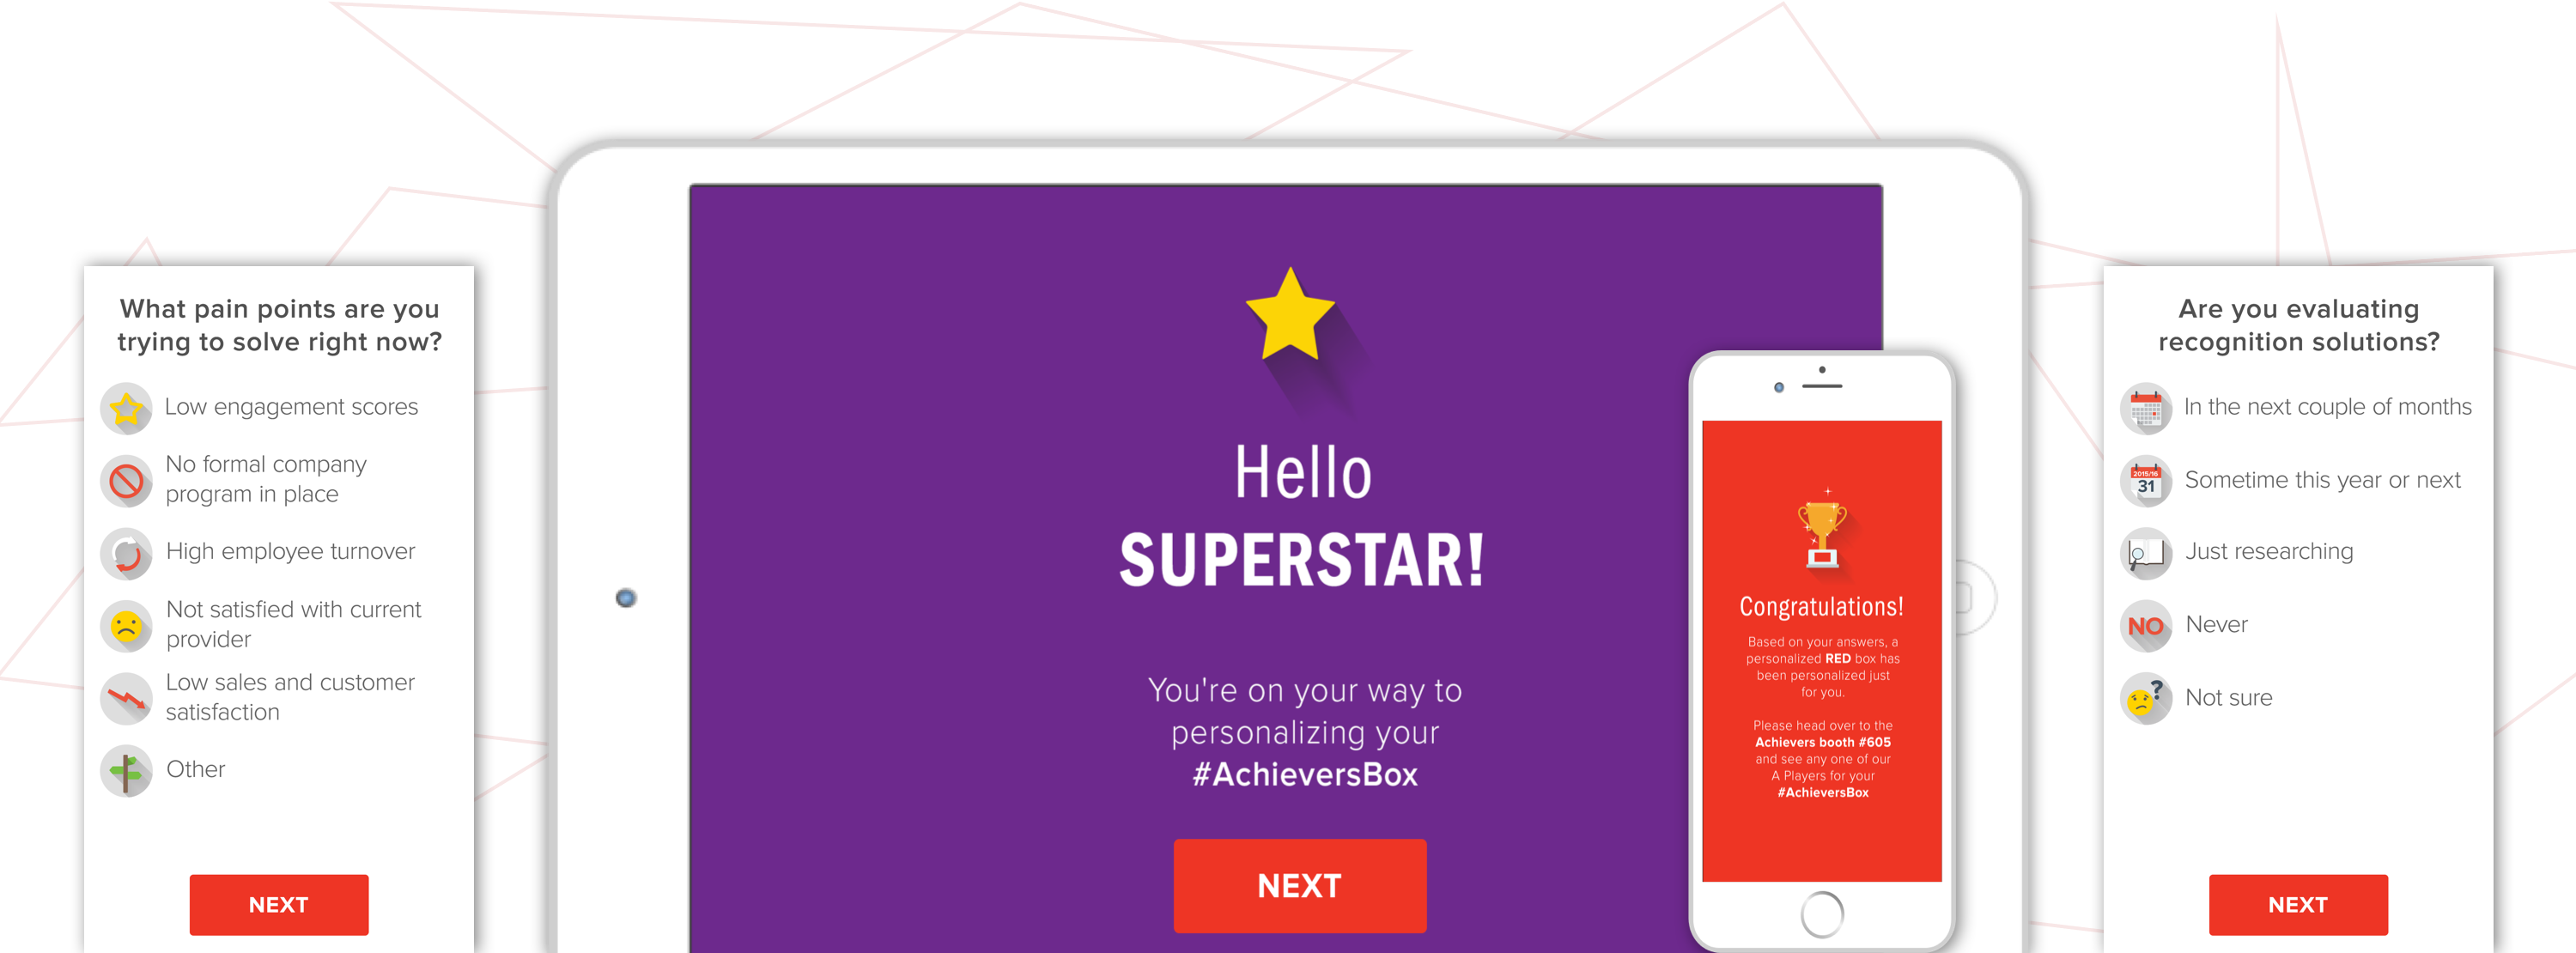 What pain points are you
trying to solve right now?
Low engagement scores
No formal company
program in place
High employee turnover
Not satisfied with current
provider
Low sales and customer
satisfaction
Other
NEXT
Hello
SUPERSTAR!
You're on your way to
personalizing your
#AchieversBox
NEXT
Congratulations!
Based on your answers, a
personalized RED box has
been personalized just
for you.
Please head over to the
Achievers booth #605
and see any one of our
A Players for your
#AchieversBox
Are you evaluating
recognition solutions?
In the next couple of months
2015/16
31
Sometime this year or next
Just researching
NO
Never
?
Not sure
NEXT